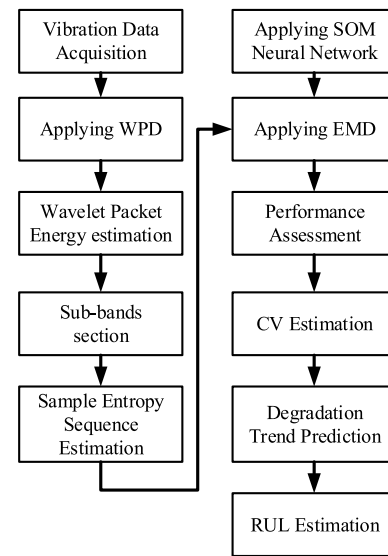 Vibration Data
Acquisition
Applying WPD
Wavelet Packet
Energy estimation
Sub-bands
section
Sample Entropy
Sequence
Estimation
Applying SOM
Neural Network
Applying EMD
Performance
Assessment
CV Estimation
Degradation
Trend Prediction
RUL Estimation